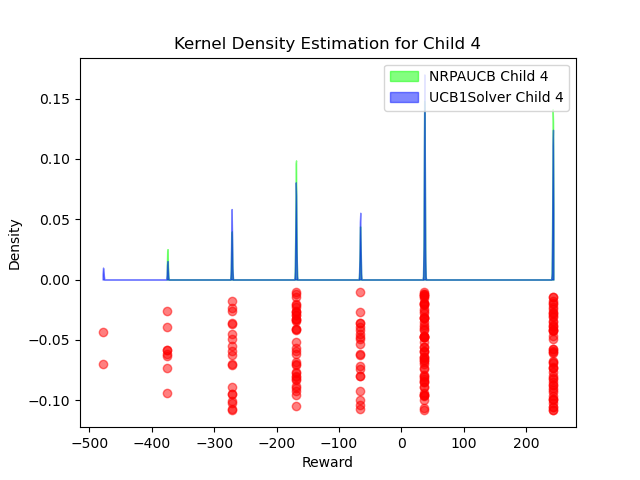 Kernel Density Estimation for Child 4
NRPAUCB Child 4
UCB1Solver Child 4
0.15
0.10
0.05
0.00
−0.05
−0.10
Density
−500
−400
−300
−200
−100
0
100
200
Reward